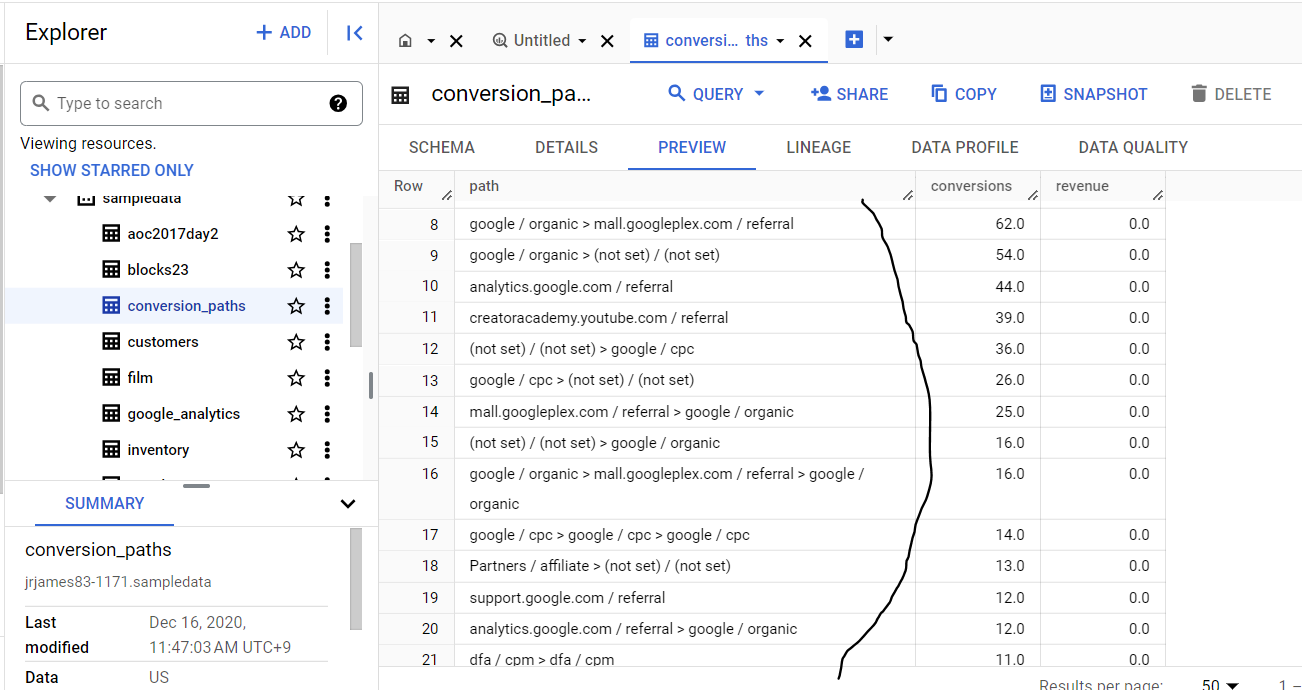 Explorer
+ ADD
Type to search
Viewing resources.
SHOW STARRED ONLY
sampledata
aoc2017day2
blocks23
conversion_paths
customers
film
google_analytics
inventory
SUMMARY
conversion_paths
jrjames83-1171.sampledata
Last modified Dec 16, 2020, 11:47:03 AM UTC+9
Data US
Untitled
conversi... ths
conversion_pa...
QUERY
SHARE
COPY
SNAPSHOT
DELETE
SCHEMA DETAILS PREVIEW LINEAGE DATA PROFILE DATA QUALITY
Row path conversions revenue
8 google / organic > mall.googleplex.com / referral 62.0 0.0
9 google / organic > (not set) / (not set) 54.0 0.0
10 analytics.google.com / referral 44.0 0.0
11 creatoracademy.youtube.com / referral 39.0 0.0
12 (not set) / (not set) > google / cpc 36.0 0.0
13 google / cpc > (not set) / (not set) 26.0 0.0
14 mall.googleplex.com / referral > google / organic 25.0 0.0
15 (not set) / (not set) > google / organic 16.0 0.0
16 google / organic > mall.googleplex.com / referral > google / 16.0 0.0
organic
17 google / cpc > google / cpc > google / cpc 14.0 0.0
18 Partners / affiliate > (not set) / (not set) 13.0 0.0
19 support.google.com / referral 12.0 0.0
20 analytics.google.com / referral > google / organic 12.0 0.0
21 dfa / cpm > dfa / cpm 11.0 0.0
Results per page: 50 1 –